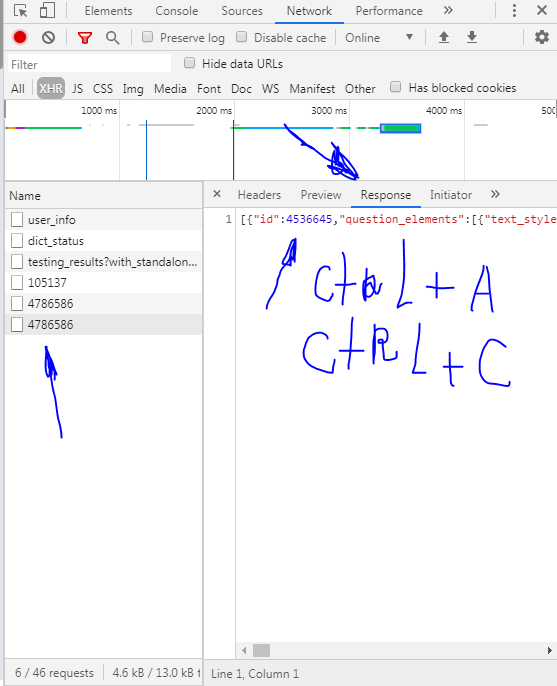 Elements Console Sources Network Performance »
Preserve log Disable cache Online
Filter Hide data URLs
All XHR JS CSS Img Media Font Doc WS Manifest Other Has blocked cookies
1000 ms 2000 ms 3000 ms 4000 ms 500
Name
user_info
dict_status
testing_results?with_standalon...
105137
4786586
4786586
× Headers Preview Response Initiator »
1 [{"id":4536645,"question_elements":[{"text_style
CtRL + A
CtRL + C
6 / 46 requests 4.6 kB / 13.0 kB t
Line 1, Column 1